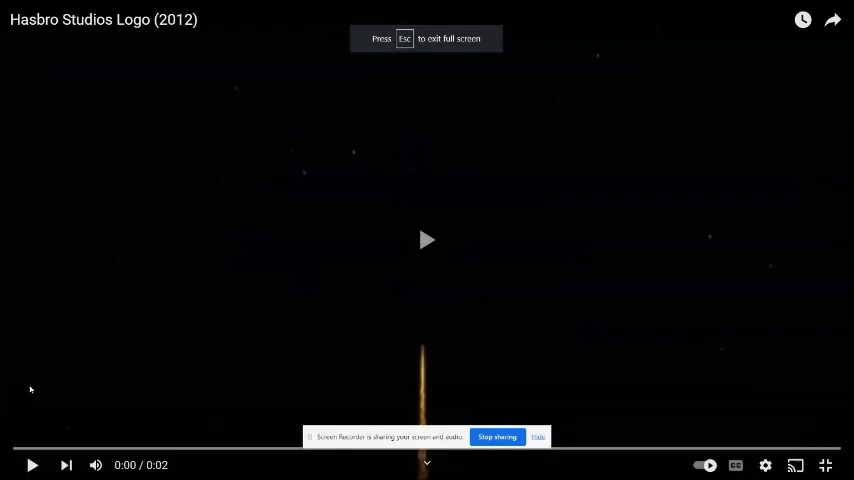 Hasbro Studios Logo (2012)
Press Esc to exit full screen
Screen Recorder is sharing your screen and audio. Stop sharing Hide
0:00 / 0:02
CC